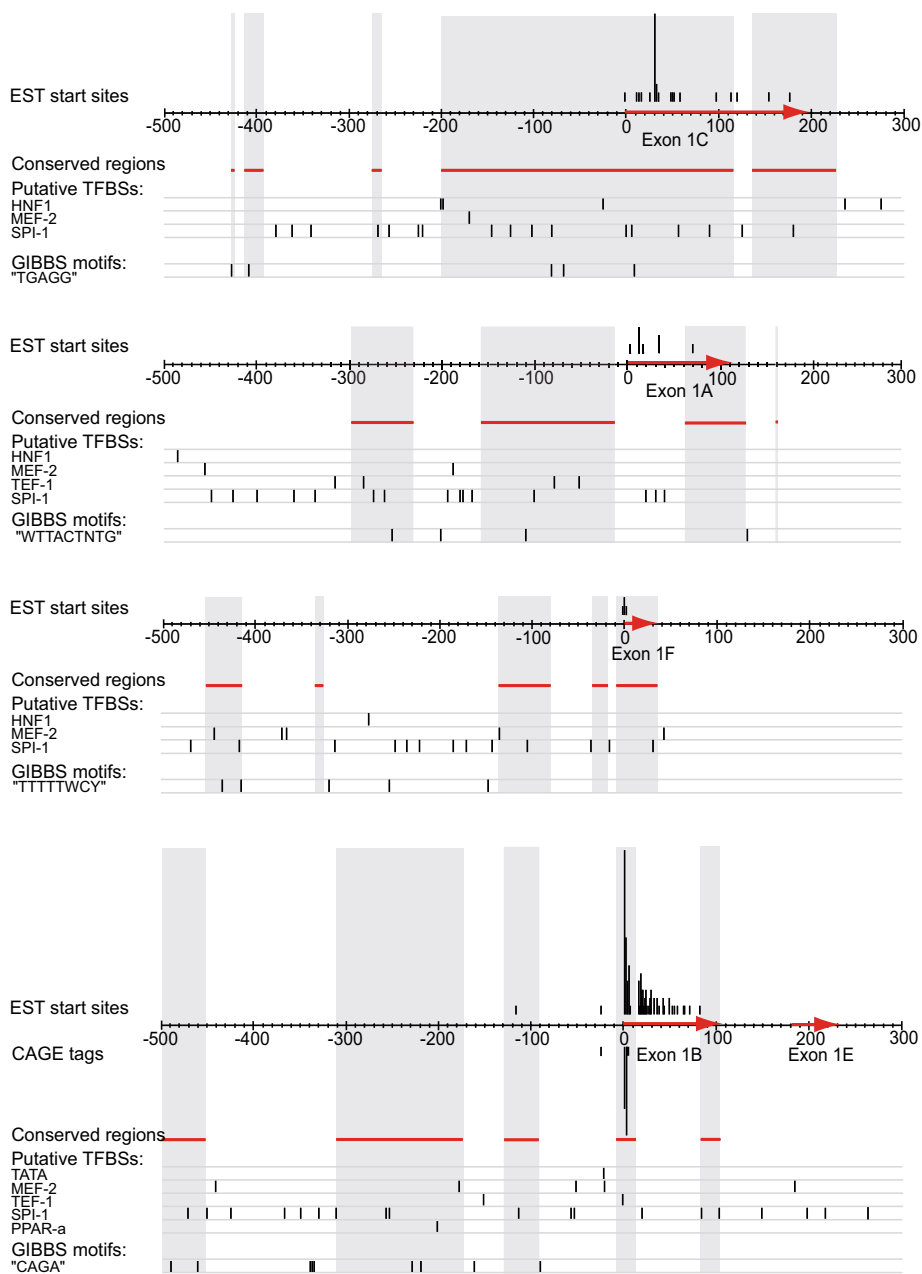 EST start sites
-500 -400 -300 -200 -100 0 100 200 300
Exon 1C
Conserved regions
Putative TFBSs:
HNF1
MEF-2
SPI-1
GIBBS motifs:
"TGAGG"
EST start sites
-500 -400 -300 -200 -100 0 100 200 300
Exon 1A
Conserved regions
Putative TFBSs:
HNF1
MEF-2
TEF-1
SPI-1
GIBBS motifs:
"WTTACTNTG"
EST start sites
-500 -400 -300 -200 -100 0 100 200 300
Exon 1F
Conserved regions
Putative TFBSs:
HNF1
MEF-2
SPI-1
GIBBS motifs:
"TTTTTWCY"
EST start sites
-500 -400 -300 -200 -100 0 100 200 300
CAGE tags Exon 1B Exon 1E
Conserved regions
Putative TFBSs:
TATA
MEF-2
TEF-1
SPI-1
PPAR-a
GIBBS motifs:
"CAGA"